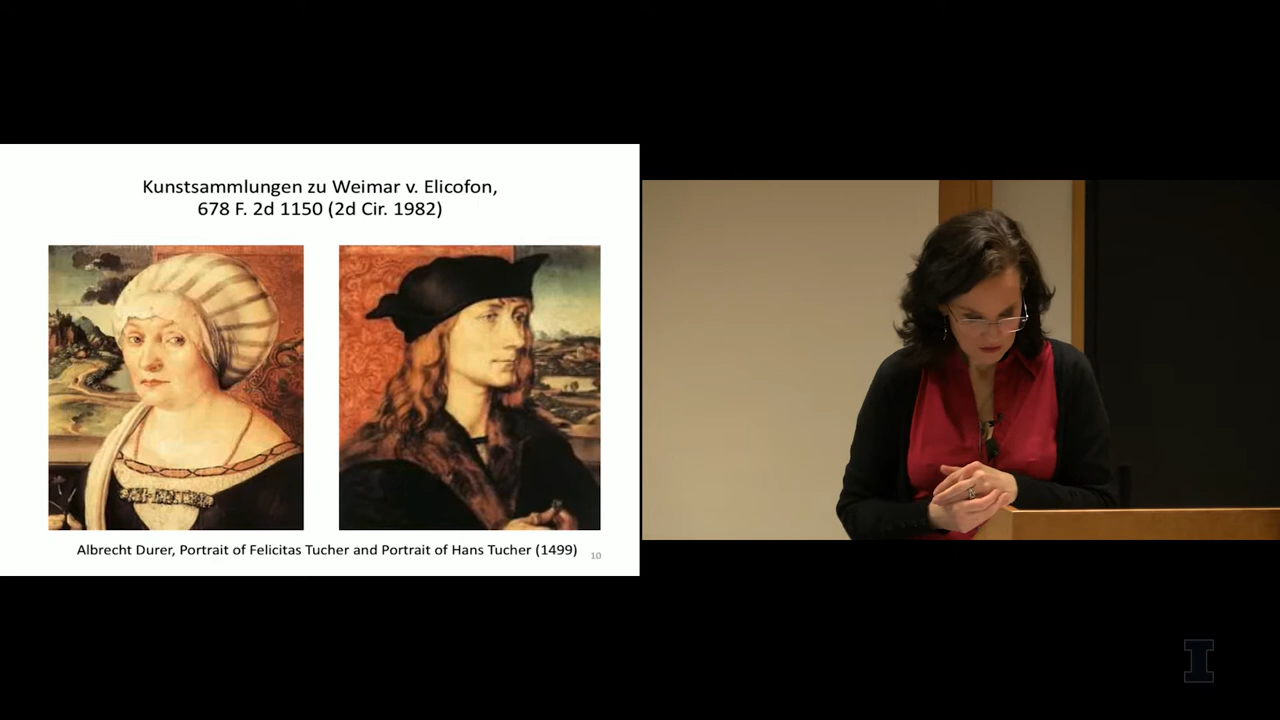 Kunstsammlungen zu Weimar v. Elicofon,
678 F. 2d 1150 (2d Cir. 1982)
Albrecht Durer, Portrait of Felicitas Tucher and Portrait of Hans Tucher (1499)
10
I